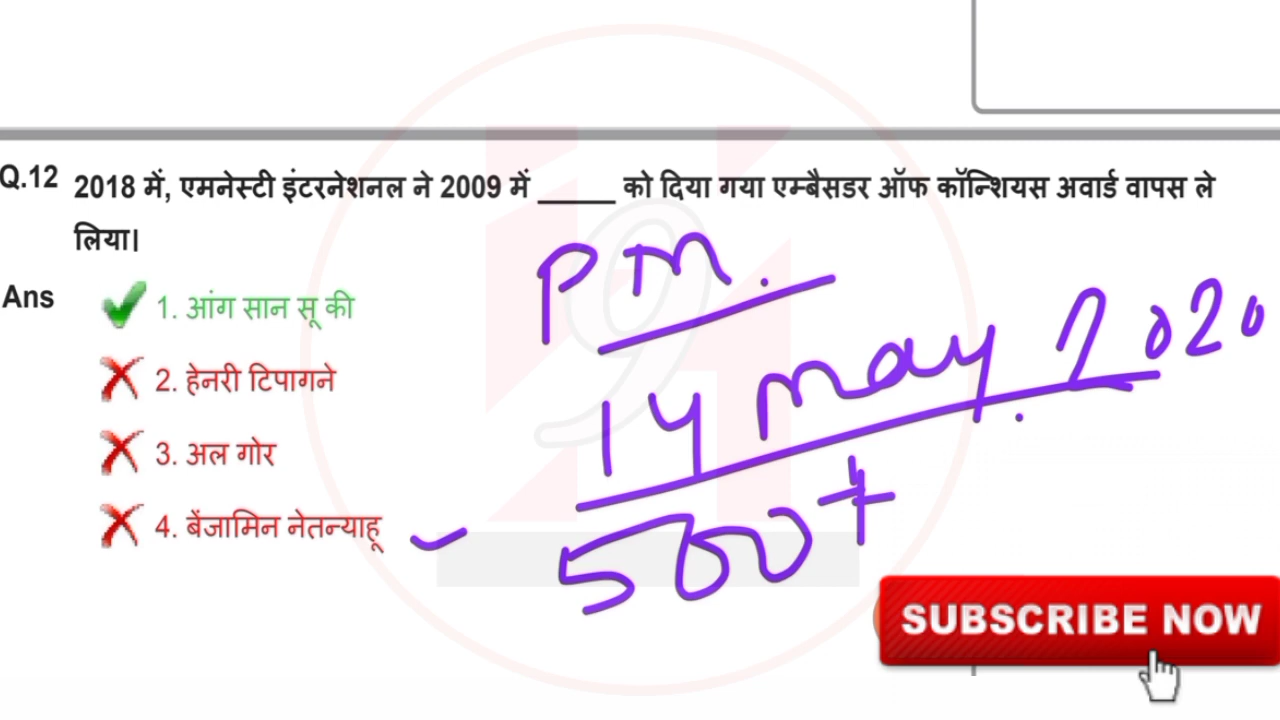 Q.12 2018 में, एमनेस्टी इंटरनेशनल ने 2009 में _____ को दिया गया एम्बैसडर ऑफ कॉन्शियस अवार्ड वापस ले
लिया।
PM.
Ans 1. आंग सान सू की
14 May 2020
2. हेनरी टिपागने
3. अल गोर
4. बेंजामिन नेतन्याहू
500+
SUBSCRIBE NOW